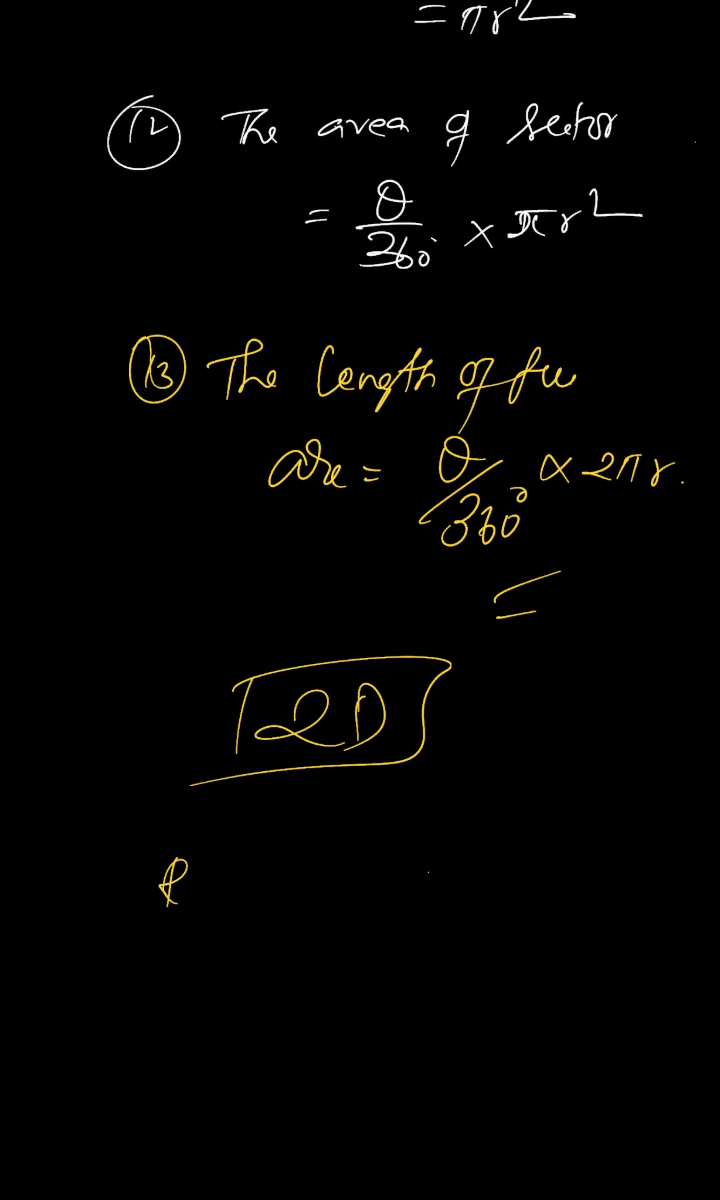 = πr²
⑫ The area of Sector
= θ/360° × πr²
⑬ The length of the
arc = θ/360° × 2πr.
=
2D